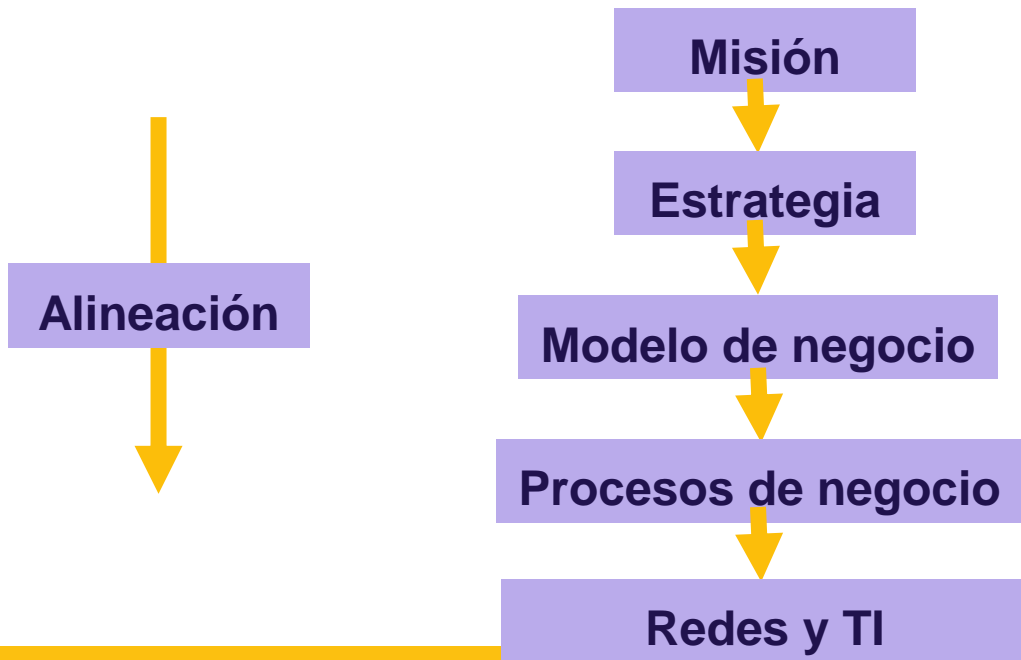 Misión
Estrategia
Alineación
Modelo de negocio
Procesos de negocio
Redes y TI